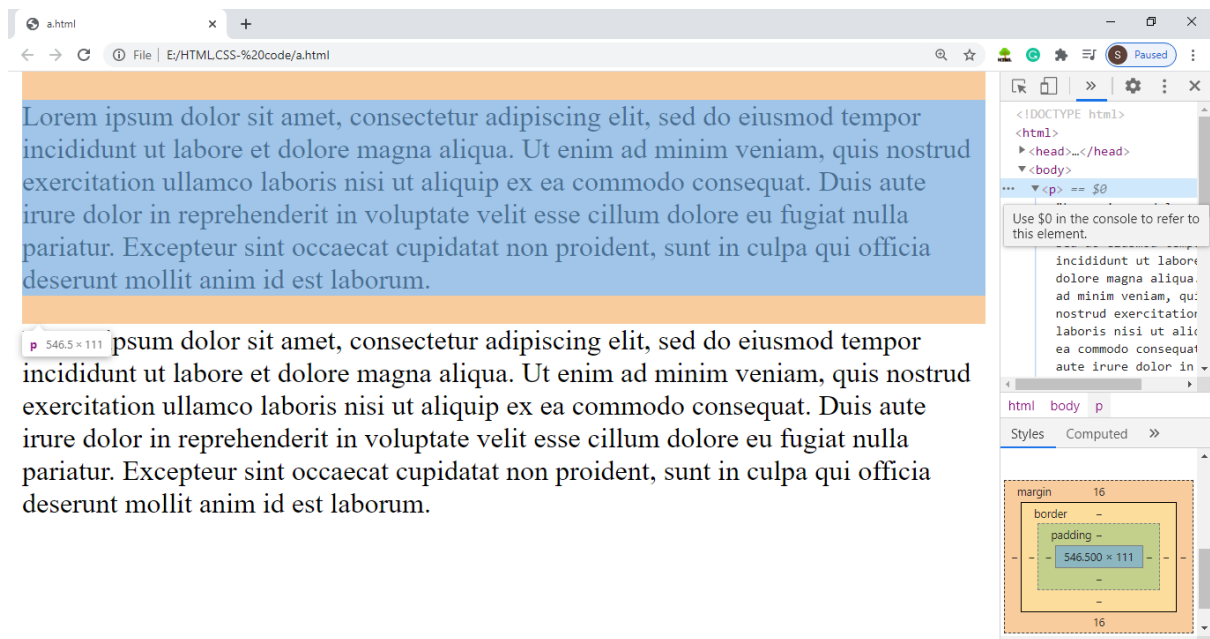 a.html
File E:/HTML,CSS-%20code/a.html
S Paused
Lorem ipsum dolor sit amet, consectetur adipiscing elit, sed do eiusmod tempor
incididunt ut labore et dolore magna aliqua. Ut enim ad minim veniam, quis nostrud
exercitation ullamco laboris nisi ut aliquip ex ea commodo consequat. Duis aute
irure dolor in reprehenderit in voluptate velit esse cillum dolore eu fugiat nulla
pariatur. Excepteur sint occaecat cupidatat non proident, sunt in culpa qui officia
deserunt mollit anim id est laborum.
p 546.5 × 111
psum dolor sit amet, consectetur adipiscing elit, sed do eiusmod tempor
incididunt ut labore et dolore magna aliqua. Ut enim ad minim veniam, quis nostrud
exercitation ullamco laboris nisi ut aliquip ex ea commodo consequat. Duis aute
irure dolor in reprehenderit in voluptate velit esse cillum dolore eu fugiat nulla
pariatur. Excepteur sint occaecat cupidatat non proident, sunt in culpa qui officia
deserunt mollit anim id est laborum.
<!DOCTYPE html>
<html>
<head>…</head>
<body>
<p> == $0
Use $0 in the console to refer to
this element.
incididunt ut labore
dolore magna aliqua.
ad minim veniam, qui
nostrud exercitation
laboris nisi ut alic
ea commodo consequat
aute irure dolor in
html body p
Styles Computed
margin 16
border –
padding –
– – – 546.500 × 111 – – –
–
–
16